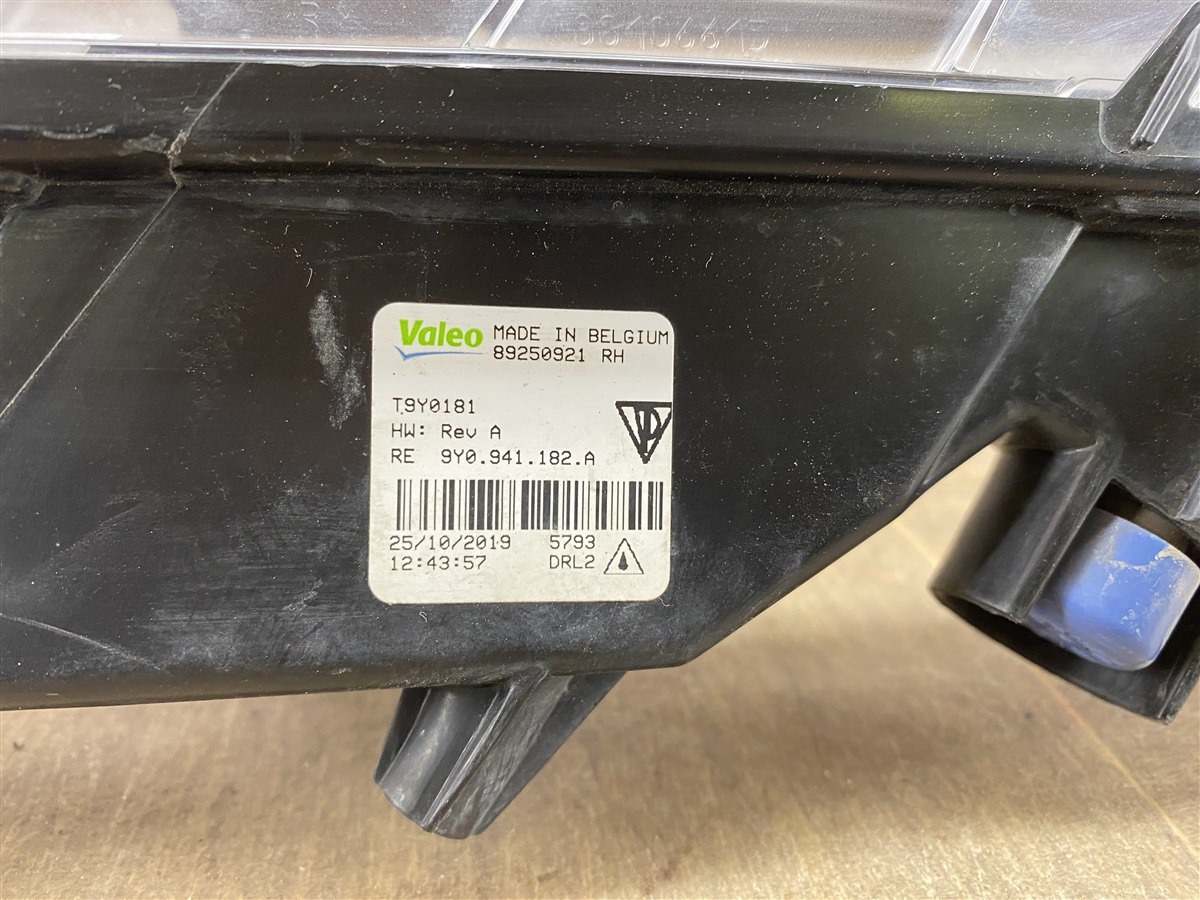 88106615
Valeo MADE IN BELGIUM
89250921 RH
T9Y0181
HW: Rev A
RE 9Y0.941.182.A
25/10/2019 5793
12:43:57 DRL2